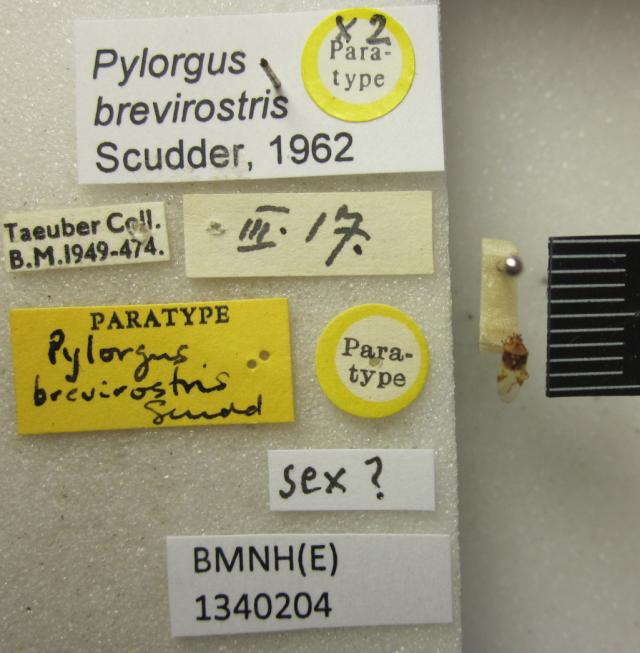 Pylorgus
brevirostris
Scudder, 1962
x2
Para-
type
Taeuber Coll.
B.M.1949-474.
III. 17.
PARATYPE
Pylorgus
brevirostris
Scudd
Para-
type
sex ?
BMNH(E)
1340204